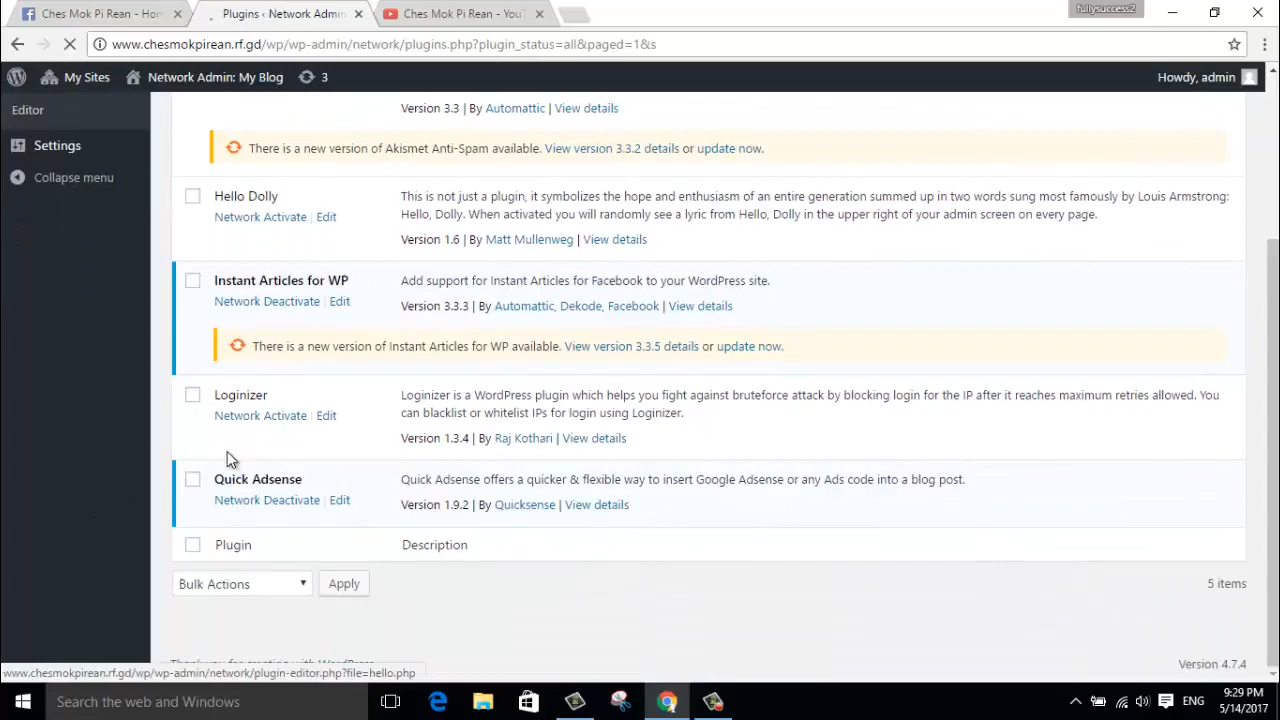 Ches Mok Pi Rean - Hom
Plugins ‹ Network Admin
Ches Mok Pi Rean - YouT
fullysuccess2
www.chesmokpirean.rf.gd/wp/wp-admin/network/plugins.php?plugin_status=all&paged=1&s
My Sites
Network Admin: My Blog
3
Howdy, admin
Editor
Settings
Collapse menu
Version 3.3 | By Automattic | View details
There is a new version of Akismet Anti-Spam available. View version 3.3.2 details or update now.
Hello Dolly
Network Activate | Edit
This is not just a plugin, it symbolizes the hope and enthusiasm of an entire generation summed up in two words sung most famously by Louis Armstrong:
Hello, Dolly. When activated you will randomly see a lyric from Hello, Dolly in the upper right of your admin screen on every page.
Version 1.6 | By Matt Mullenweg | View details
Instant Articles for WP
Network Deactivate | Edit
Add support for Instant Articles for Facebook to your WordPress site.
Version 3.3.3 | By Automattic, Dekode, Facebook | View details
There is a new version of Instant Articles for WP available. View version 3.3.5 details or update now.
Loginizer
Network Activate | Edit
Loginizer is a WordPress plugin which helps you fight against bruteforce attack by blocking login for the IP after it reaches maximum retries allowed. You
can blacklist or whitelist IPs for login using Loginizer.
Version 1.3.4 | By Raj Kothari | View details
Quick Adsense
Network Deactivate | Edit
Quick Adsense offers a quicker & flexible way to insert Google Adsense or any Ads code into a blog post.
Version 1.9.2 | By Quicksense | View details
Plugin
Description
Bulk Actions
Apply
5 items
Thank you for creating with WordPress
Version 4.7.4
www.chesmokpirean.rf.gd/wp/wp-admin/network/plugin-editor.php?file=hello.php
Search the web and Windows
ENG
9:29 PM
5/14/2017